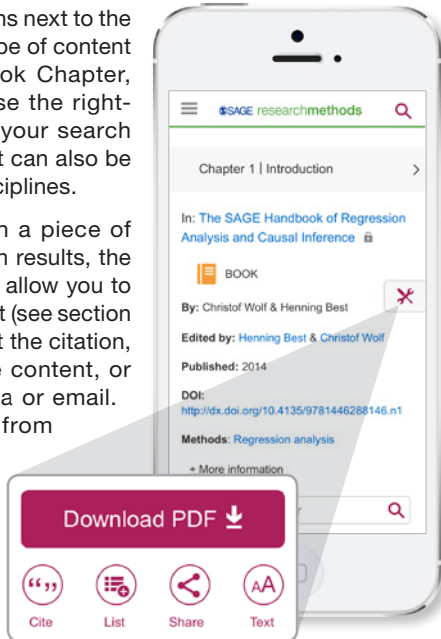 ns next to the
pe of content
ok Chapter,
se the right-
your search
t can also be
ciplines.
n a piece of
n results, the
allow you to
t (see section
t the citation,
e content, or
a or email.
from
SAGE researchmethods
Chapter 1 | Introduction
In: The SAGE Handbook of Regression
Analysis and Causal Inference
BOOK
By: Christof Wolf & Henning Best
Edited by: Henning Best & Christof Wolf
Published: 2014
DOI:
http://dx.doi.org/10.4135/9781446288146.n1
Methods: Regression analysis
+ More information
Download PDF
Cite List Share Text